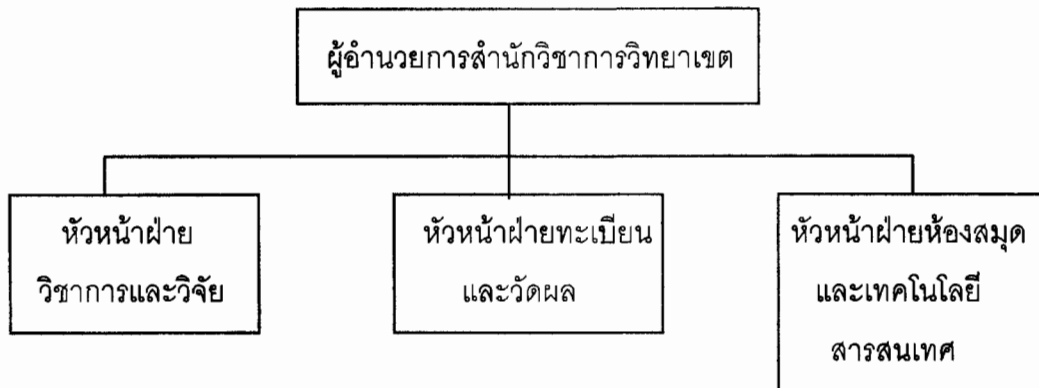 ผู้อำนวยการสำนักวิชาการวิทยาเขต
หัวหน้าฝ่าย
วิชาการและวิจัย
หัวหน้าฝ่ายทะเบียน
และวัดผล
หัวหน้าฝ่ายห้องสมุด
และเทคโนโลยี
สารสนเทศ